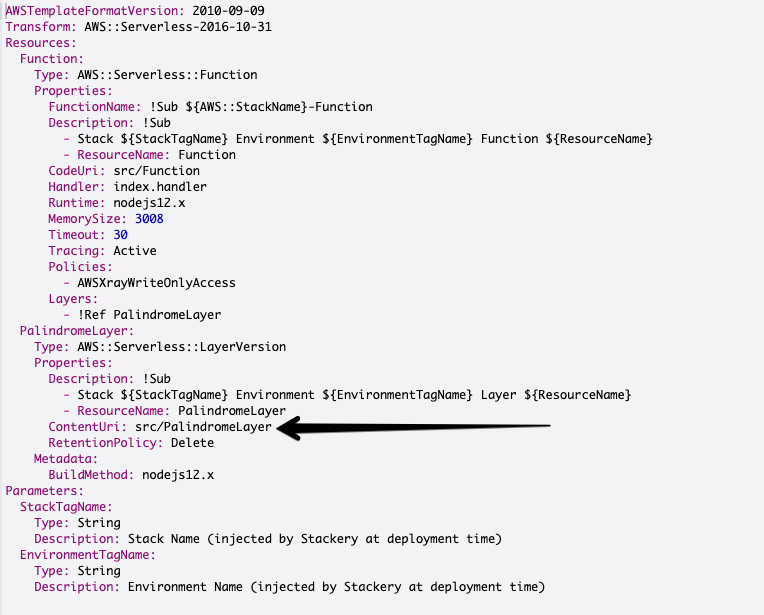 AWSTemplateFormatVersion: 2010-09-09
Transform: AWS::Serverless-2016-10-31
Resources:
  Function:
    Type: AWS::Serverless::Function
    Properties:
      FunctionName: !Sub ${AWS::StackName}-Function
      Description: !Sub
        - Stack ${StackTagName} Environment ${EnvironmentTagName} Function ${ResourceName}
        - ResourceName: Function
      CodeUri: src/Function
      Handler: index.handler
      Runtime: nodejs12.x
      MemorySize: 3008
      Timeout: 30
      Tracing: Active
      Policies:
        - AWSXrayWriteOnlyAccess
      Layers:
        - !Ref PalindromeLayer
  PalindromeLayer:
    Type: AWS::Serverless::LayerVersion
    Properties:
      Description: !Sub
        - Stack ${StackTagName} Environment ${EnvironmentTagName} Layer ${ResourceName}
        - ResourceName: PalindromeLayer
      ContentUri: src/PalindromeLayer
      RetentionPolicy: Delete
    Metadata:
      BuildMethod: nodejs12.x
Parameters:
  StackTagName:
    Type: String
    Description: Stack Name (injected by Stackery at deployment time)
  EnvironmentTagName:
    Type: String
    Description: Environment Name (injected by Stackery at deployment time)